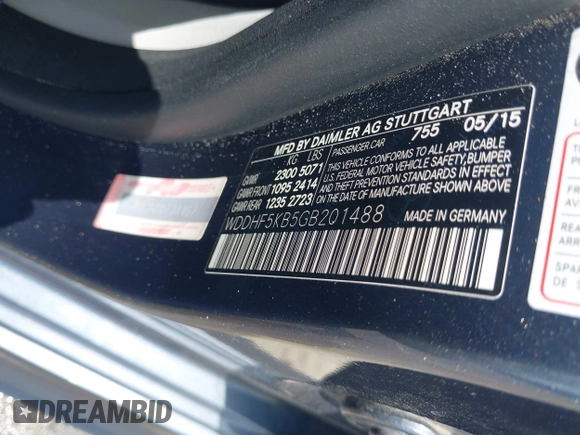 MFD BY DAIMLER AG STUTTGART
755 05/15
KG LBS PASSENGER CAR
GVWR 2300 5071
GAWR FRONT 1095 2414
GAWR REAR 1235 2723
THIS VEHICLE CONFORMS TO ALL APPLICABLE
U.S. FEDERAL MOTOR VEHICLE SAFETY, BUMPER
AND THEFT PREVENTION STANDARDS IN EFFECT
ON THE DATE OF MANUFACTURE SHOWN ABOVE.
WDDHF5KB5GB201488 MADE IN GERMANY
DREAMBID